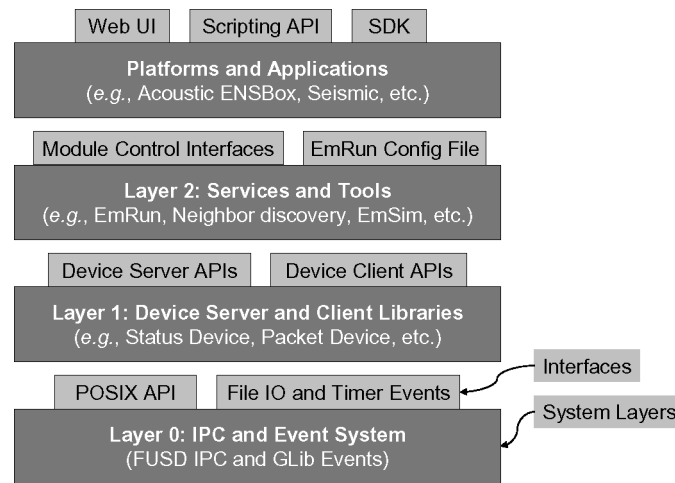 Web UI
Scripting API
SDK
Platforms and Applications
(e.g., Acoustic ENSBox, Seismic, etc.)
Module Control Interfaces
EmRun Config File
Layer 2: Services and Tools
(e.g., EmRun, Neighbor discovery, EmSim, etc.)
Device Server APIs
Device Client APIs
Layer 1: Device Server and Client Libraries
(e.g., Status Device, Packet Device, etc.)
Interfaces
POSIX API
File IO and Timer Events
System Layers
Layer 0: IPC and Event System
(FUSD IPC and GLib Events)